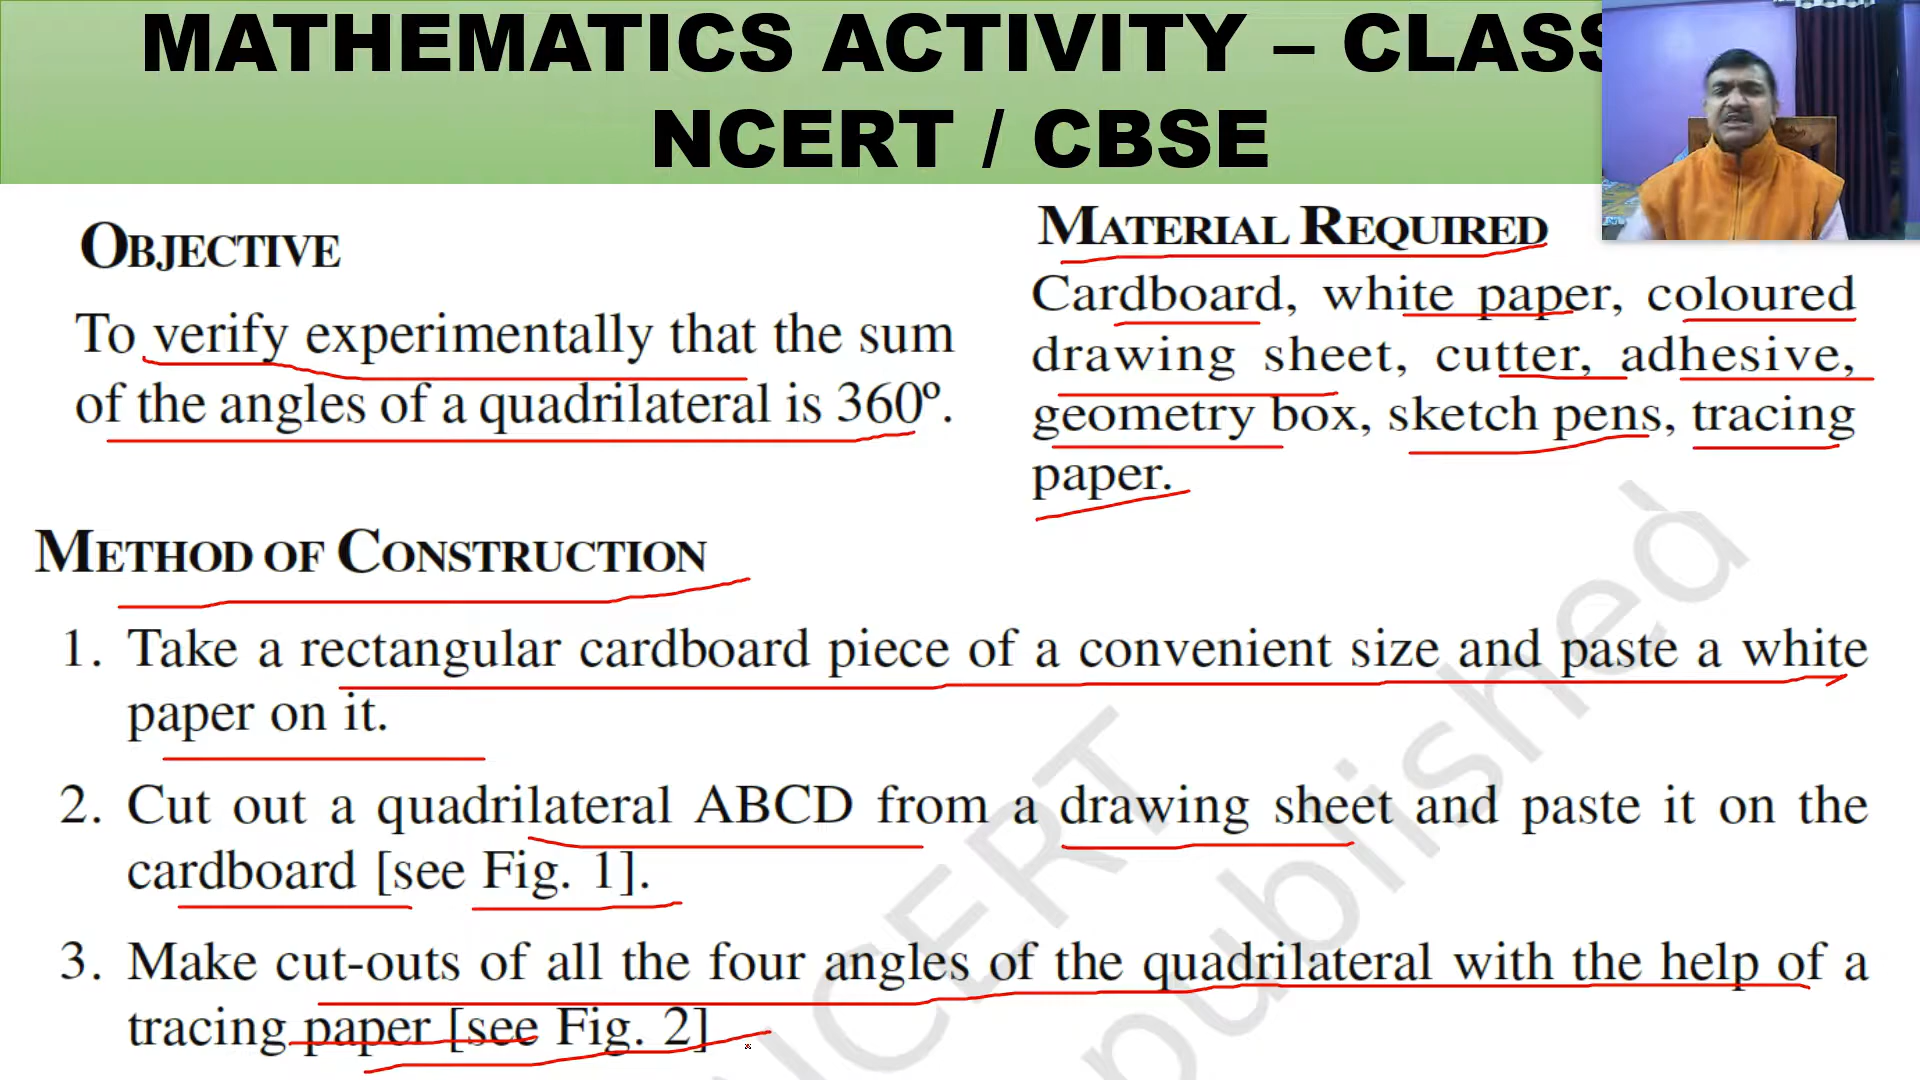 MATHEMATICS ACTIVITY – CLASS
NCERT / CBSE
OBJECTIVE
To verify experimentally that the sum
of the angles of a quadrilateral is 360º.
MATERIAL REQUIRED
Cardboard, white paper, coloured
drawing sheet, cutter, adhesive,
geometry box, sketch pens, tracing
paper.
METHOD OF CONSTRUCTION
1. Take a rectangular cardboard piece of a convenient size and paste a white
paper on it.
2. Cut out a quadrilateral ABCD from a drawing sheet and paste it on the
cardboard [see Fig. 1].
3. Make cut-outs of all the four angles of the quadrilateral with the help of a
tracing paper [see Fig. 2]
NCERT
published